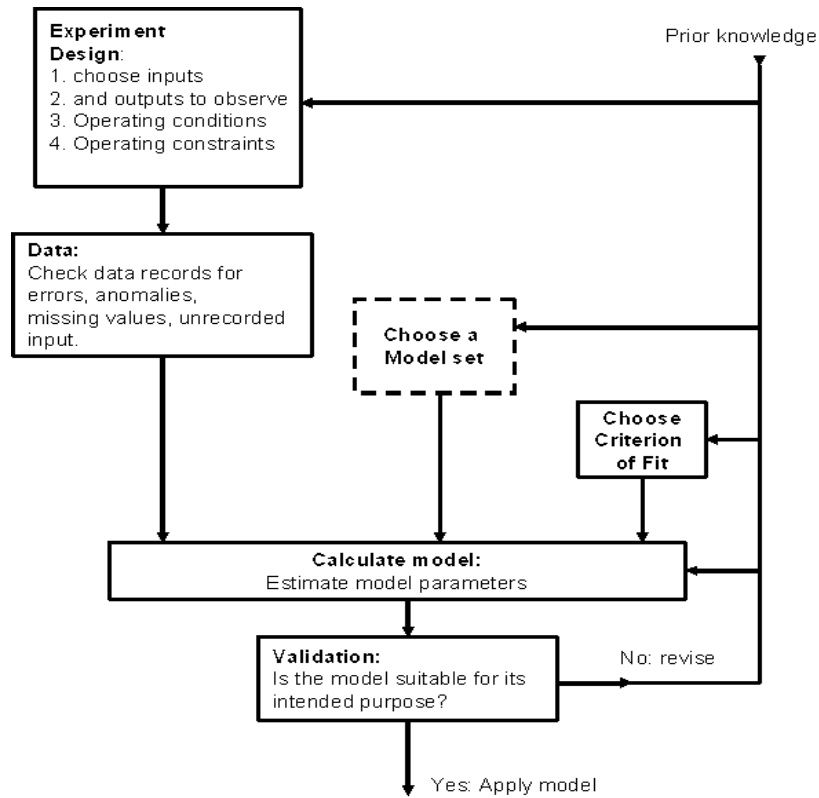 Experiment
Design:
1. choose inputs
2. and outputs to observe
3. Operating conditions
4. Operating constraints
Prior knowledge
Data:
Check data records for
errors, anomalies,
missing values, unrecorded
input.
Choose a
Model set
Choose
Criterion
of Fit
Calculate model:
Estimate model parameters
Validation:
Is the model suitable for its
intended purpose?
No: revise
Yes: Apply model